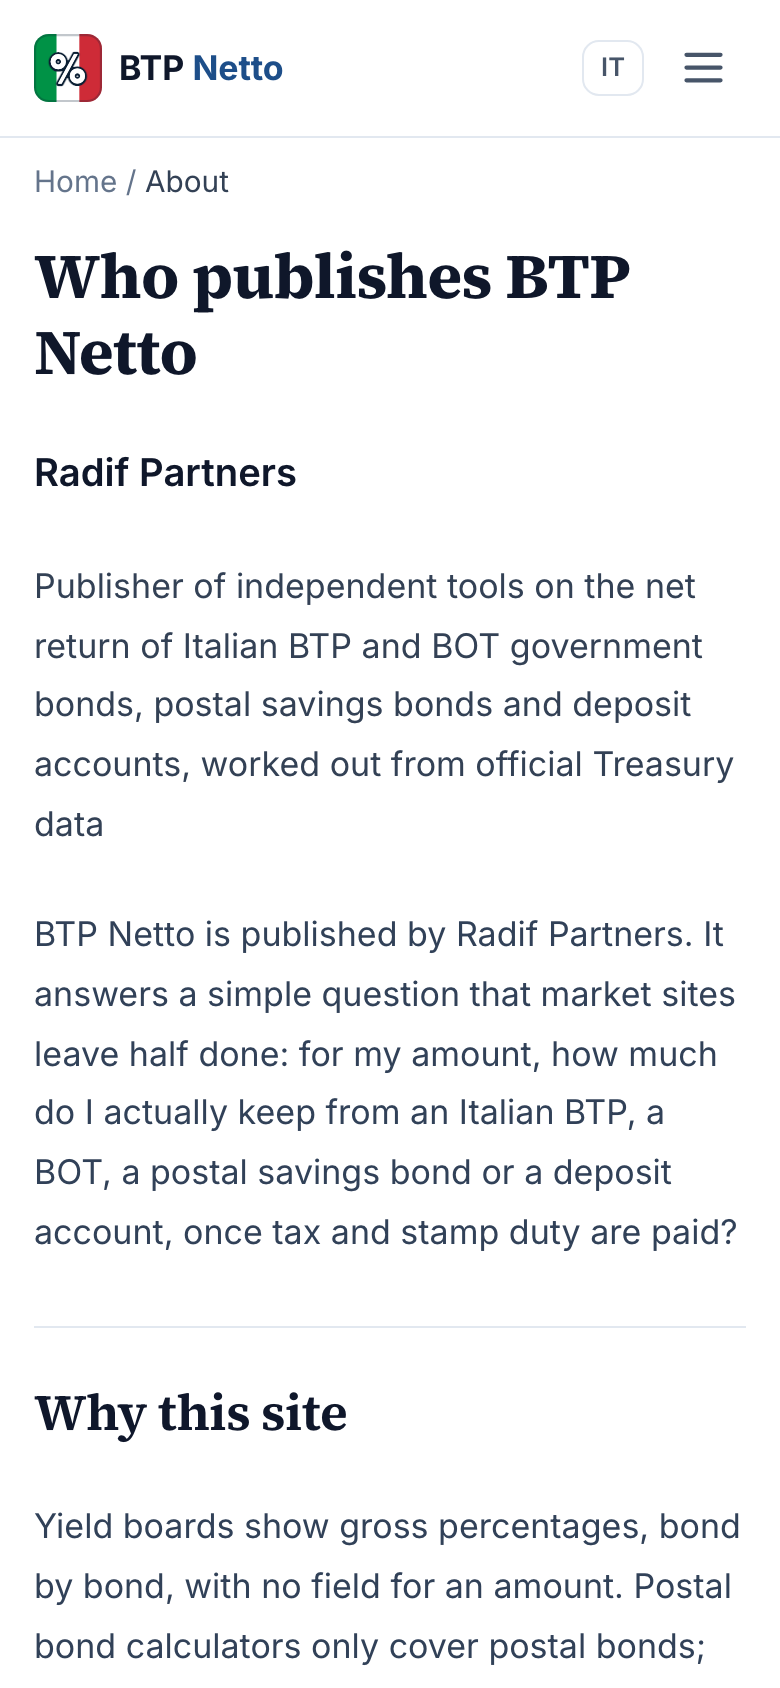 %
BTP Netto
IT
Home / About
Who publishes BTP
Netto
Radif Partners
Publisher of independent tools on the net
return of Italian BTP and BOT government
bonds, postal savings bonds and deposit
accounts, worked out from official Treasury
data
BTP Netto is published by Radif Partners. It
answers a simple question that market sites
leave half done: for my amount, how much
do I actually keep from an Italian BTP, a
BOT, a postal savings bond or a deposit
account, once tax and stamp duty are paid?
Why this site
Yield boards show gross percentages, bond
by bond, with no field for an amount. Postal
bond calculators only cover postal bonds;